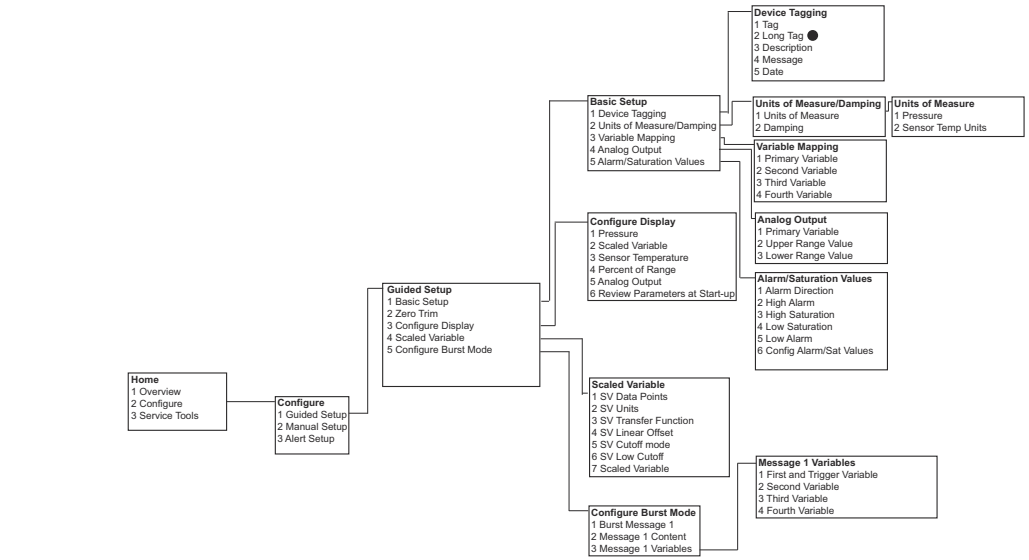 Device Tagging
1 Tag
2 Long Tag
3 Description
4 Message
5 Date
Basic Setup
1 Device Tagging
2 Units of Measure/Damping
3 Variable Mapping
4 Analog Output
5 Alarm/Saturation Values
Units of Measure/Damping
1 Units of Measure
2 Damping
Units of Measure
1 Pressure
2 Sensor Temp Units
Variable Mapping
1 Primary Variable
2 Second Variable
3 Third Variable
4 Fourth Variable
Analog Output
1 Primary Variable
2 Upper Range Value
3 Lower Range Value
Configure Display
1 Pressure
2 Scaled Variable
3 Sensor Temperature
4 Percent of Range
5 Analog Output
6 Review Parameters at Start-up
Alarm/Saturation Values
1 Alarm Direction
2 High Alarm
3 High Saturation
4 Low Saturation
5 Low Alarm
6 Config Alarm/Sat Values
Guided Setup
1 Basic Setup
2 Zero Trim
3 Configure Display
4 Scaled Variable
5 Configure Burst Mode
Home
1 Overview
2 Configure
3 Service Tools
Configure
1 Guided Setup
2 Manual Setup
3 Alert Setup
Scaled Variable
1 SV Data Points
2 SV Units
3 SV Transfer Function
4 SV Linear Offset
5 SV Cutoff mode
6 SV Low Cutoff
7 Scaled Variable
Message 1 Variables
1 First and Trigger Variable
2 Second Variable
3 Third Variable
4 Fourth Variable
Configure Burst Mode
1 Burst Message 1
2 Message 1 Content
3 Message 1 Variables